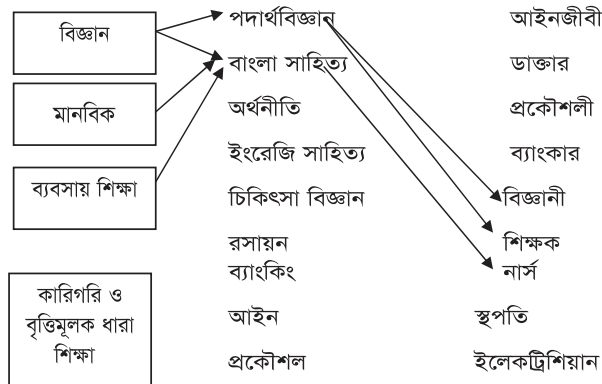 বিজ্ঞান
মানবিক
ব্যবসায় শিক্ষা
কারিগরি ও
বৃত্তিমূলক ধারা
শিক্ষা
পদার্থবিজ্ঞান
বাংলা সাহিত্য
অর্থনীতি
ইংরেজি সাহিত্য
চিকিৎসা বিজ্ঞান
রসায়ন
ব্যাংকিং
আইন
প্রকৌশল
আইনজীবী
ডাক্তার
প্রকৌশলী
ব্যাংকার
বিজ্ঞানী
শিক্ষক
নার্স
স্থপতি
ইলেকট্রিশিয়ান